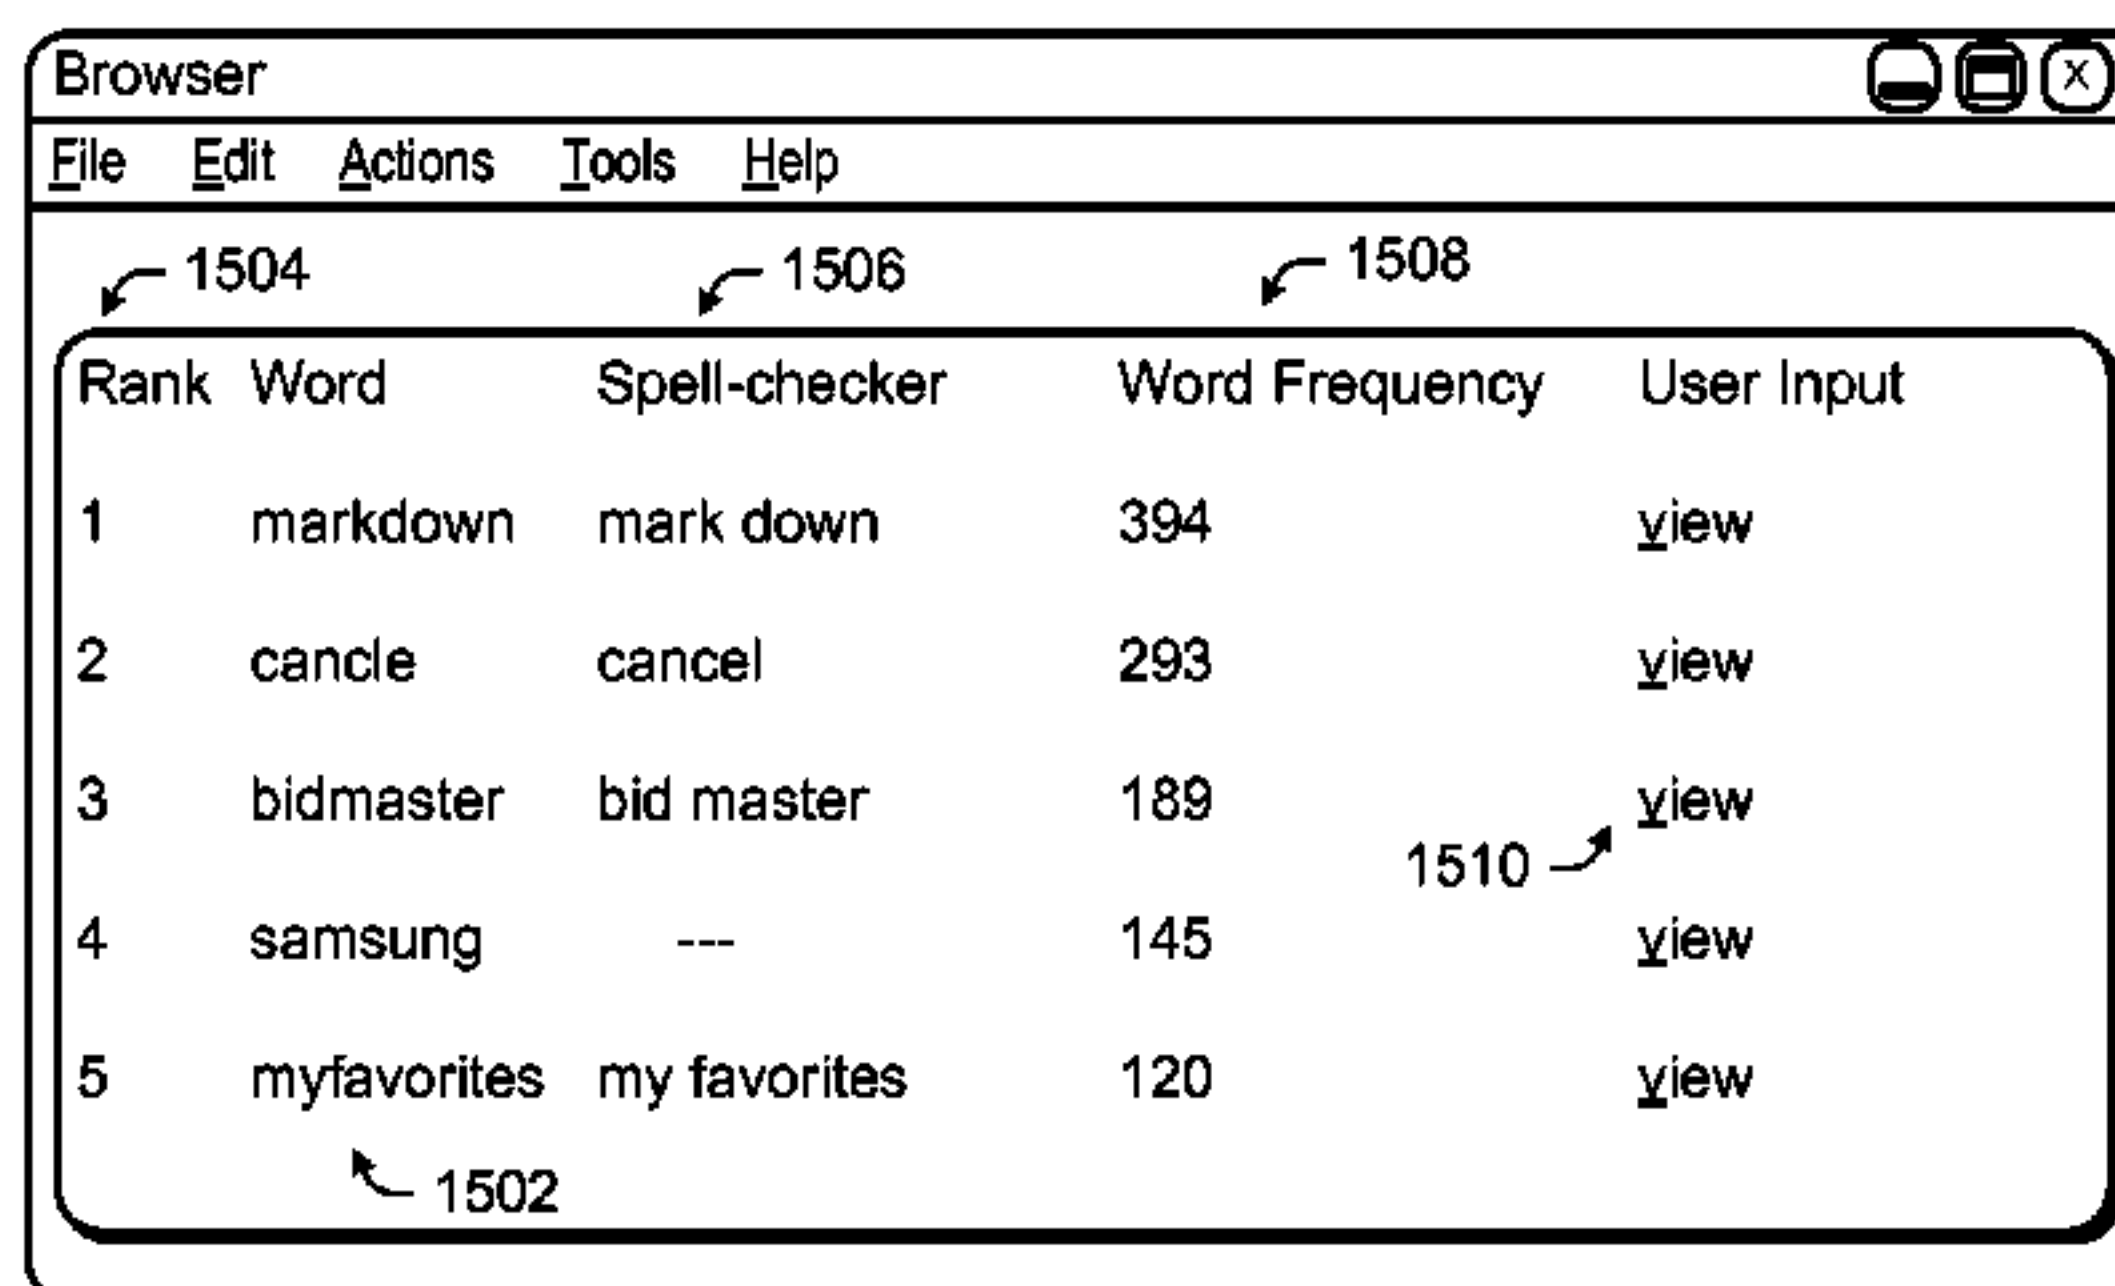 Browser X
File Edit Actions Tools Help
1504 1506 1508
Rank Word Spell-checker Word Frequency User Input
1 markdown mark down 394 view
2 cancle cancel 293 view
3 bidmaster bid master 189 view
1510
4 samsung --- 145 view
5 myfavorites my favorites 120 view
1502